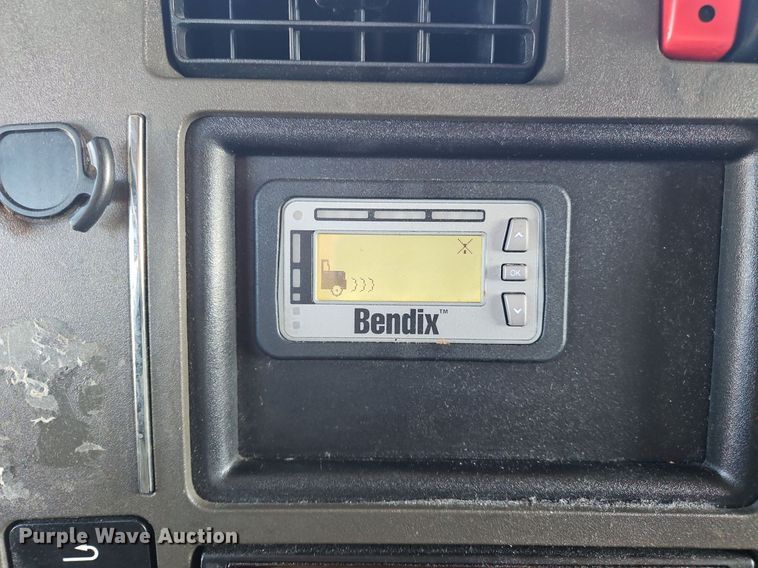 OK
Bendix™
Purple Wave Auction